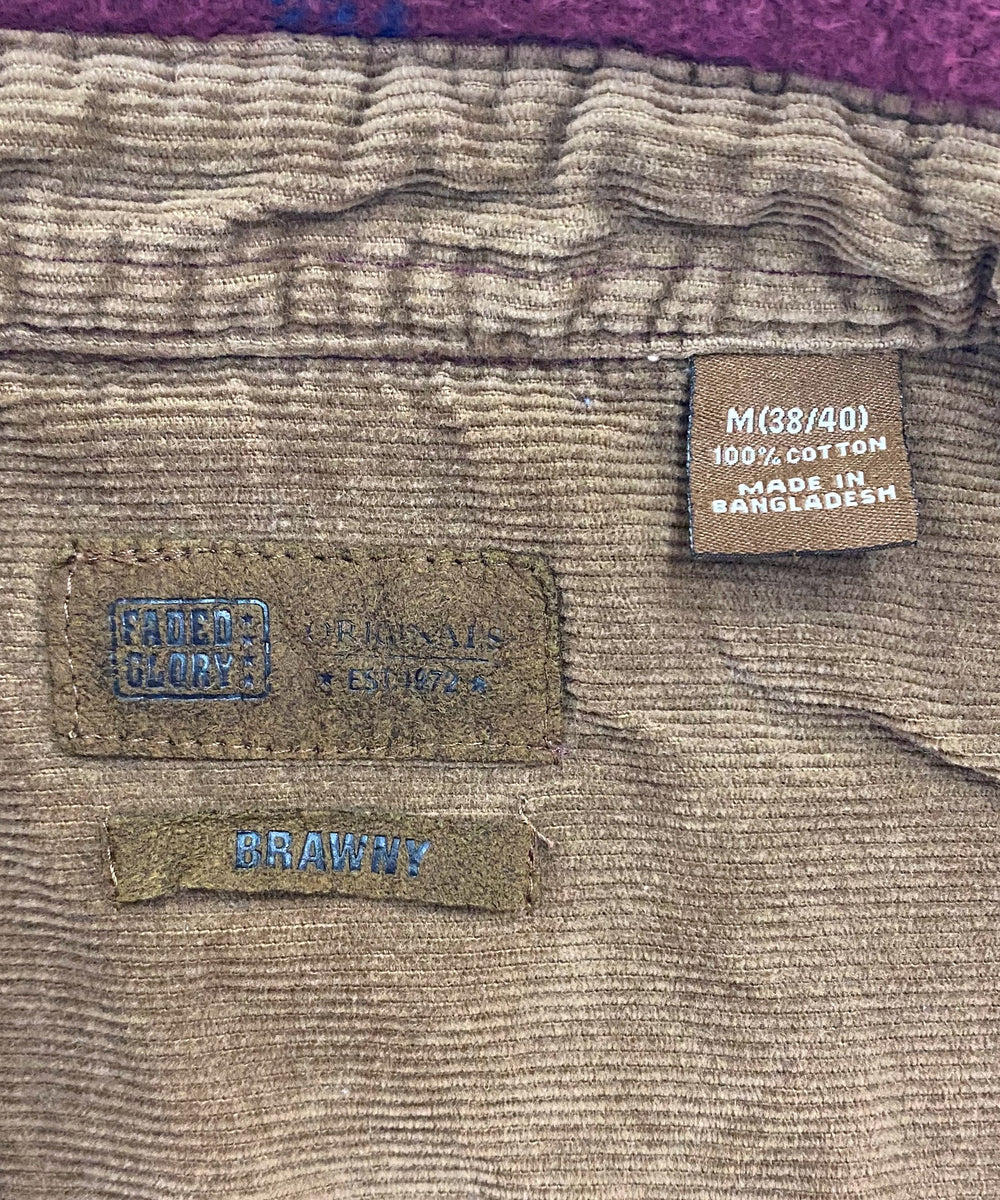 M(38/40)
100% COTTON
MADE IN
BANGLADESH
FADED
GLORY
ORIGINALS
★ EST. 1972 ★
BRAWNY